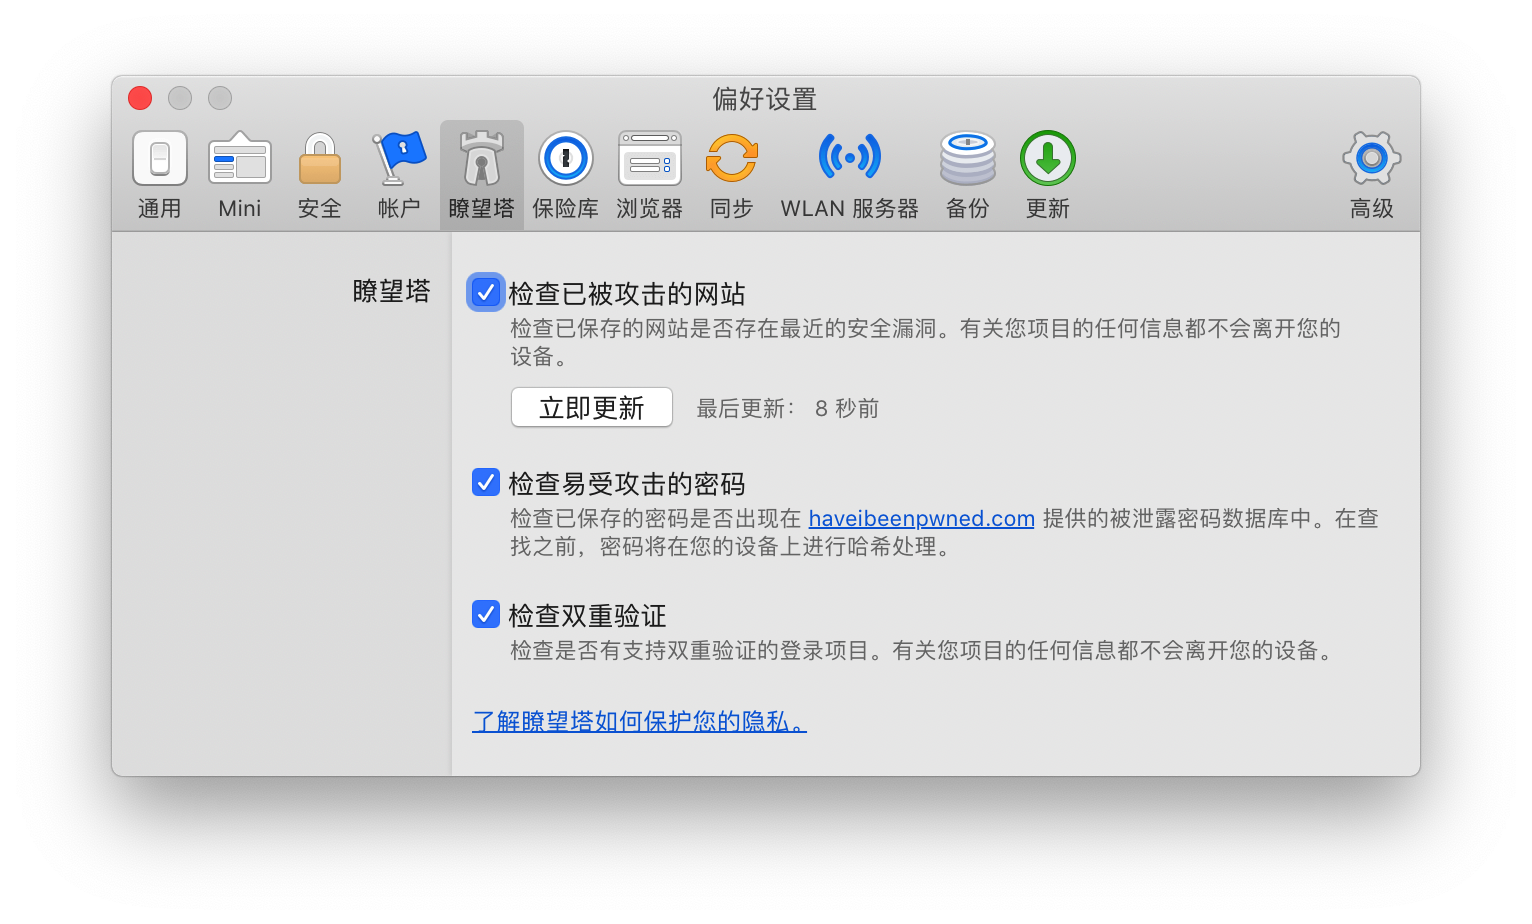 偏好设置
通用
Mini
安全
帐户
瞭望塔
保险库
浏览器
同步
WLAN 服务器
备份
更新
高级
瞭望塔
检查已被攻击的网站
检查已保存的网站是否存在最近的安全漏洞。有关您项目的任何信息都不会离开您的
设备。
立即更新
最后更新： 8 秒前
检查易受攻击的密码
检查已保存的密码是否出现在 haveibeenpwned.com 提供的被泄露密码数据库中。在查
找之前，密码将在您的设备上进行哈希处理。
检查双重验证
检查是否有支持双重验证的登录项目。有关您项目的任何信息都不会离开您的设备。
了解瞭望塔如何保护您的隐私。